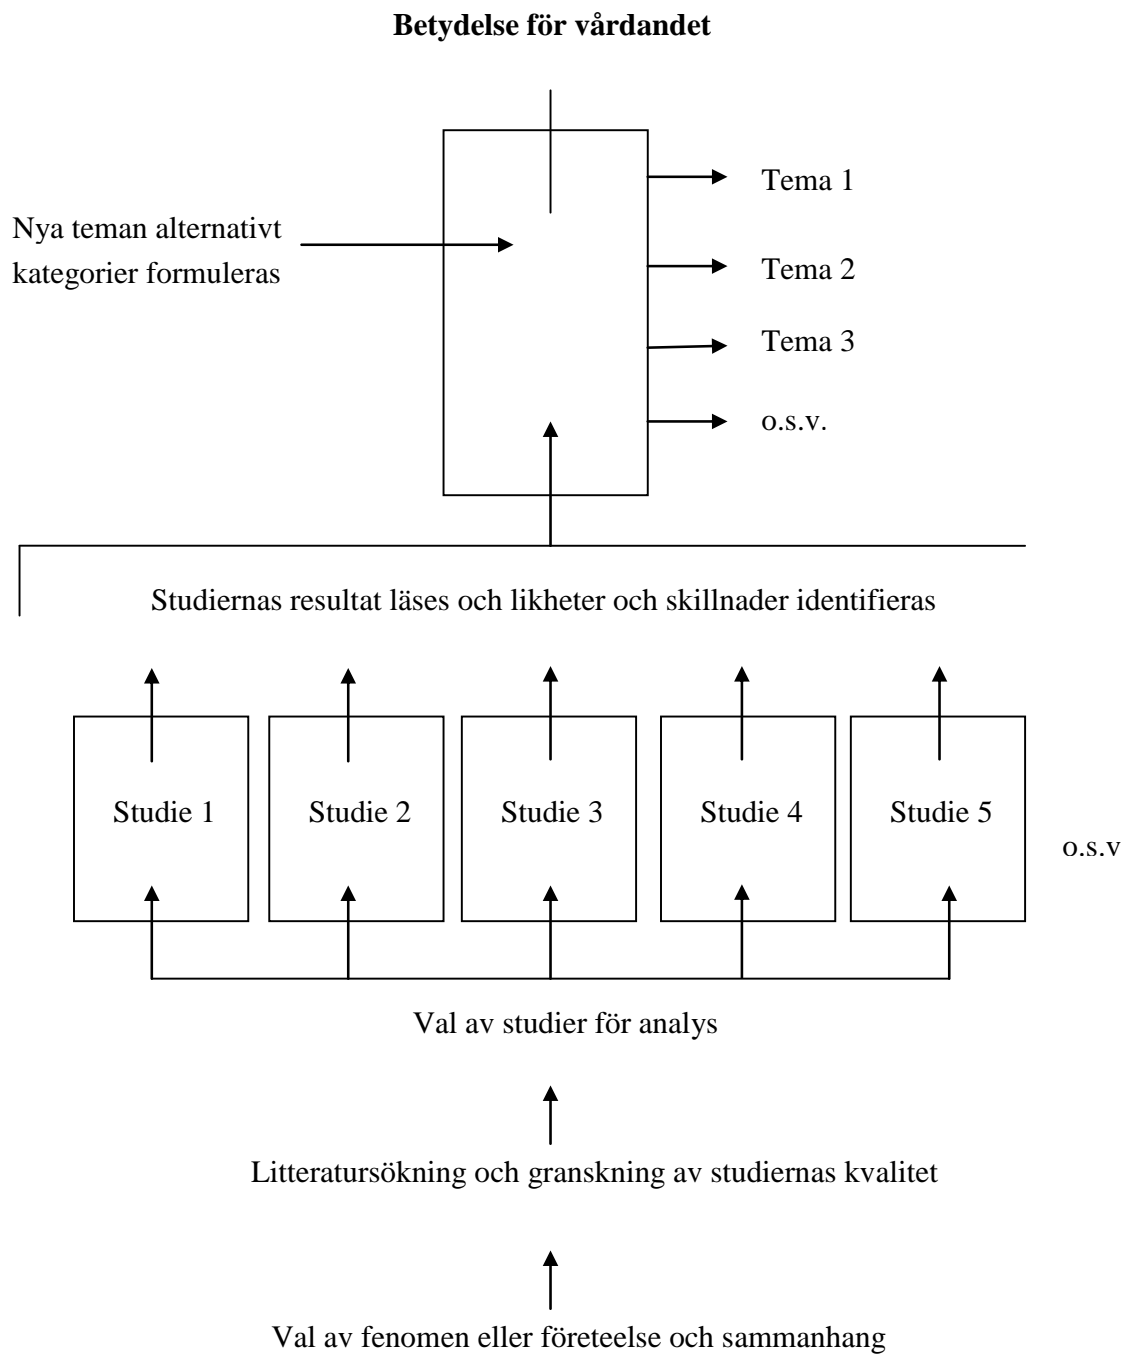 Betydelse för vårdandet
Tema 1
Nya teman alternativt
kategorier formuleras
Tema 2
Tema 3
o.s.v.
Studiernas resultat läses och likheter och skillnader identifieras
Studie 1
Studie 2
Studie 3
Studie 4
Studie 5
o.s.v
Val av studier för analys
Litteratursökning och granskning av studiernas kvalitet
Val av fenomen eller företeelse och sammanhang